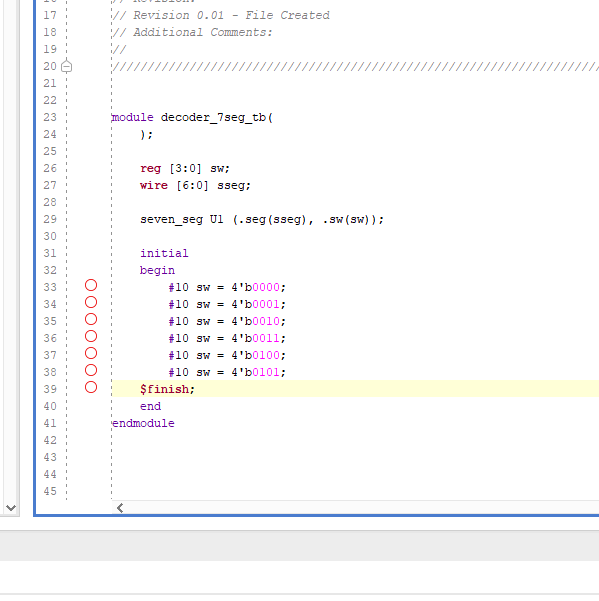 // Revision:
17 // Revision 0.01 - File Created
18 // Additional Comments:
19 //
20 //////////////////////////////////////////////////////////////////////
21
22
23 module decoder_7seg_tb(
24 );
25
26 reg [3:0] sw;
27 wire [6:0] sseg;
28
29 seven_seg U1 (.seg(sseg), .sw(sw));
30
31 initial
32 begin
33 #10 sw = 4'b0000;
34 #10 sw = 4'b0001;
35 #10 sw = 4'b0010;
36 #10 sw = 4'b0011;
37 #10 sw = 4'b0100;
38 #10 sw = 4'b0101;
39 $finish;
40 end
41 endmodule
42
43
44
45